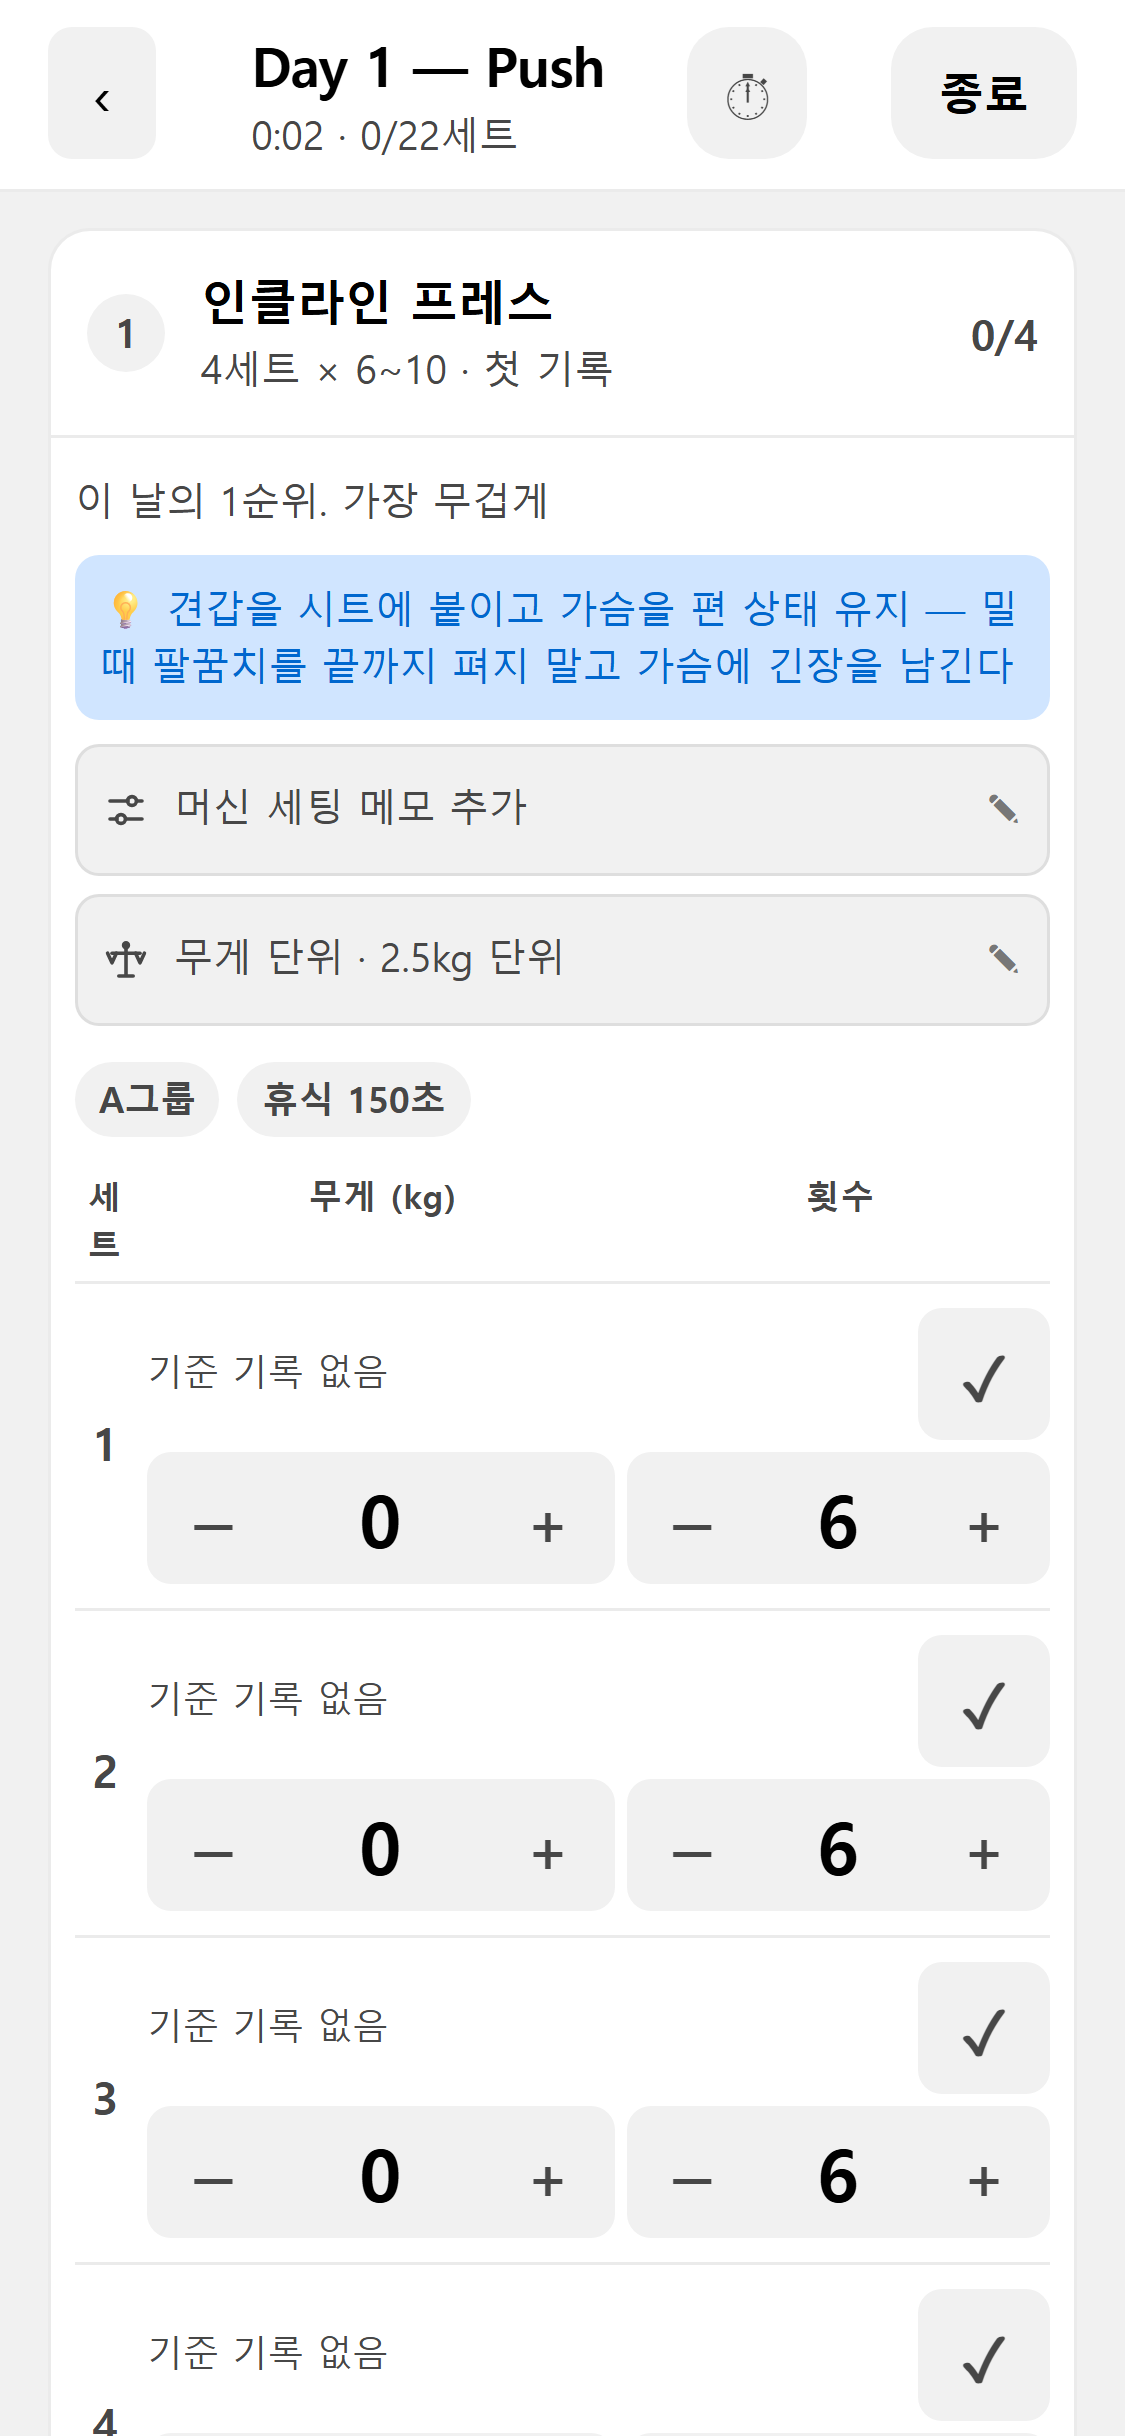 ‹
Day 1 — Push
0:02 · 0/22세트
종료
1
인클라인 프레스
4세트 × 6~10 · 첫 기록
0/4
이 날의 1순위. 가장 무겁게
💡 견갑을 시트에 붙이고 가슴을 편 상태 유지 — 밀
때 팔꿈치를 끝까지 펴지 말고 가슴에 긴장을 남긴다
머신 세팅 메모 추가
무게 단위 · 2.5kg 단위
A그룹 휴식 150초
세
트
무게 (kg)
횟수
기준 기록 없음
✓
1
− 0 +
− 6 +
기준 기록 없음
✓
2
− 0 +
− 6 +
기준 기록 없음
✓
3
− 0 +
− 6 +
기준 기록 없음
✓
4